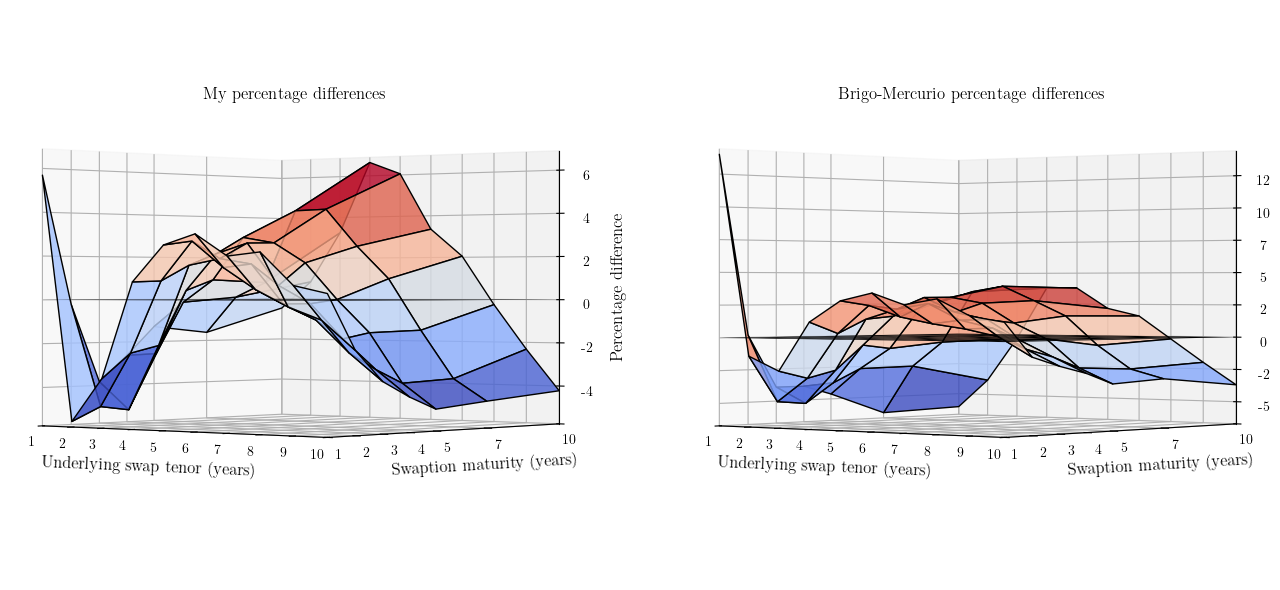 My percentage differences
6
4
2
0
-2
-4
Percentage difference
1 2 3 4 5 6 7 8 9 10
Underlying swap tenor (years)
1 2 3 4 5 7 10
Swaption maturity (years)
Brigo-Mercurio percentage differences
12
10
7
5
2
0
-2
-5
1 2 3 4 5 6 7 8 9 10
Underlying swap tenor (years)
1 2 3 4 5 7 10
Swaption maturity (years)